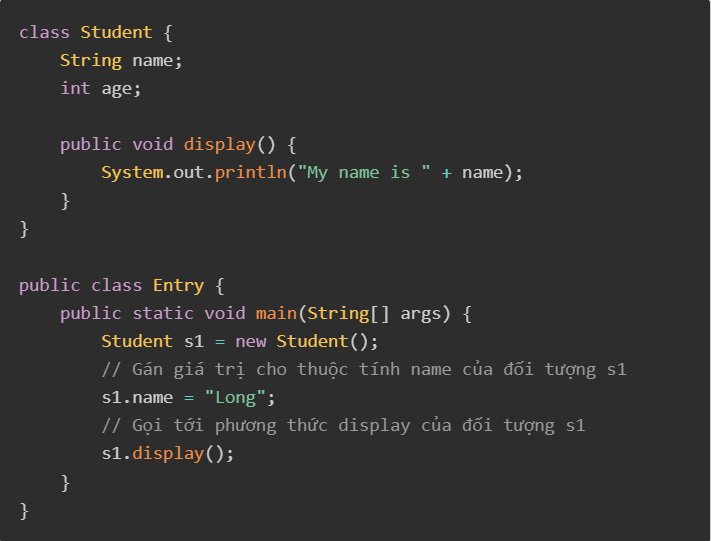 class Student {
    String name;
    int age;

    public void display() {
        System.out.println("My name is " + name);
    }
}

public class Entry {
    public static void main(String[] args) {
        Student s1 = new Student();
        // Gán giá trị cho thuộc tính name của đối tượng s1
        s1.name = "Long";
        // Gọi tới phương thức display của đối tượng s1
        s1.display();
    }
}